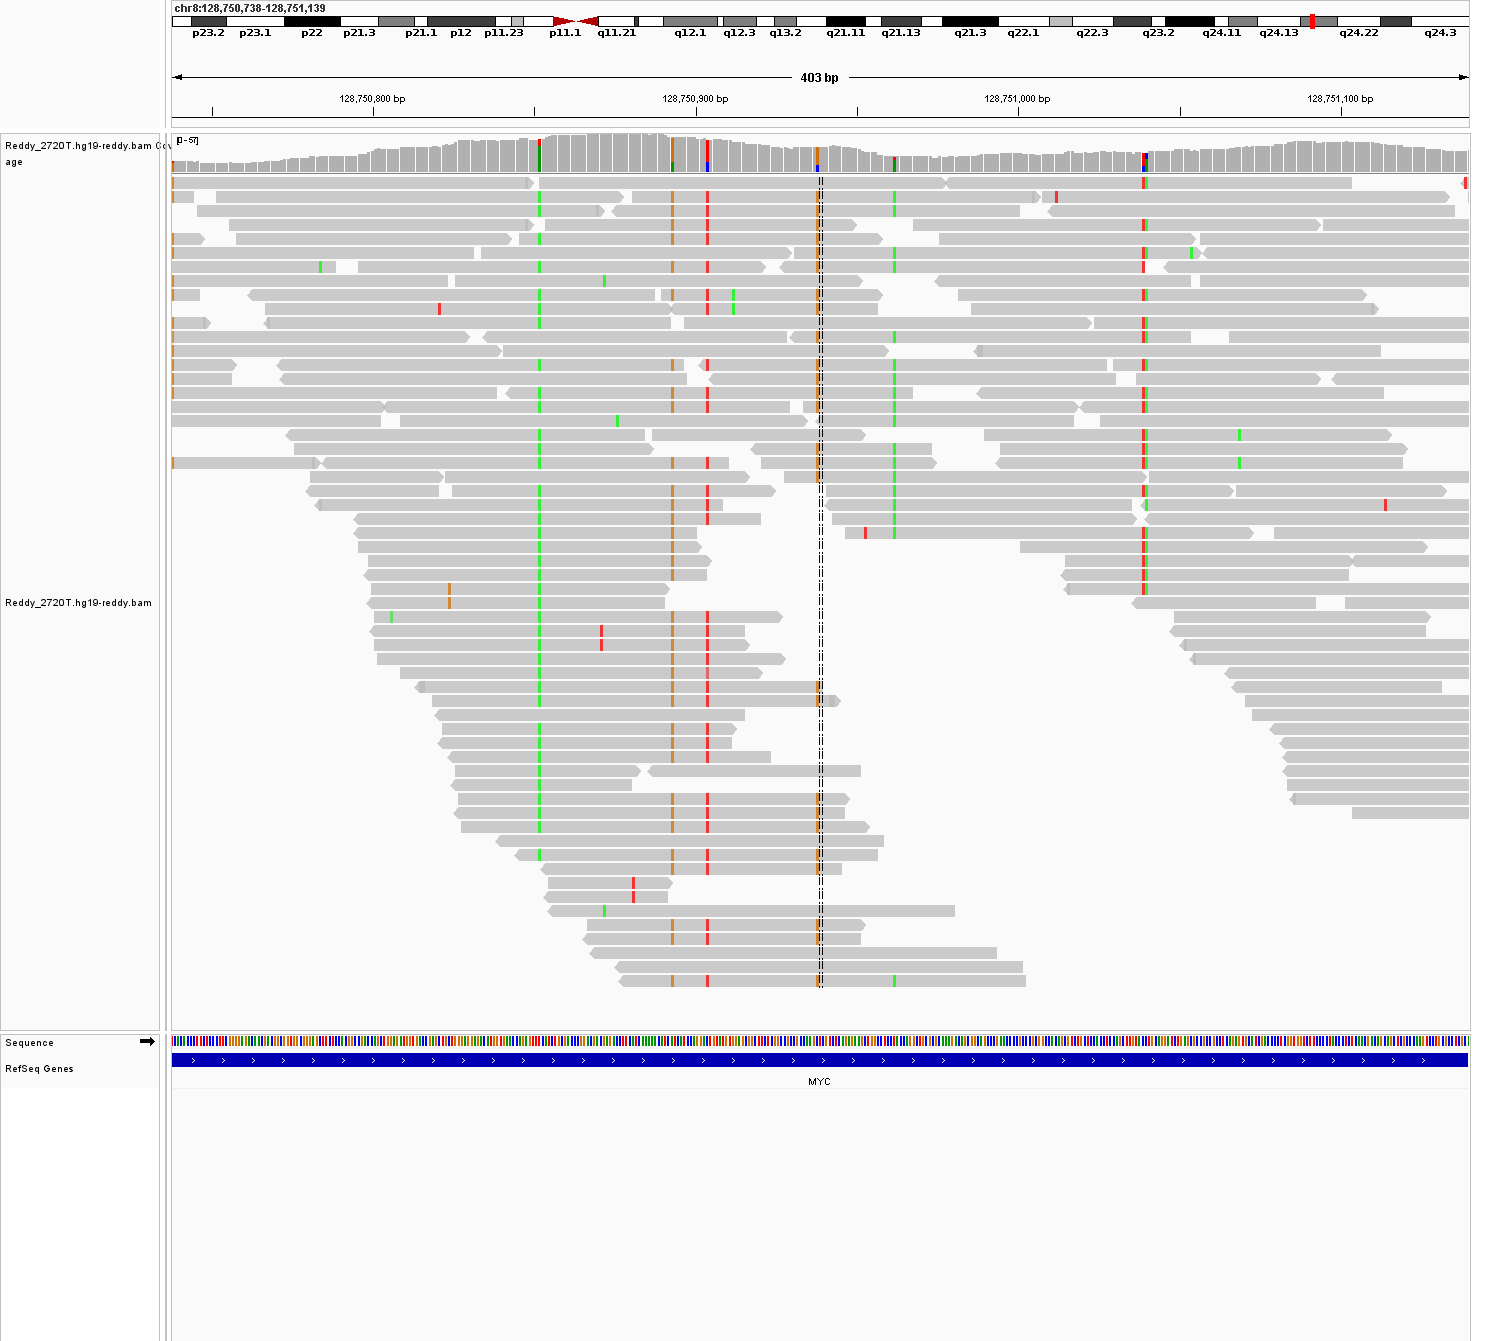 chr8:128,750,738-128,751,139
p23.2 p23.1 p22 p21.3 p21.1 p12 p11.23 p11.1 q11.21 q12.1 q12.3 q13.2 q21.11 q21.13 q21.3 q22.1 q22.3 q23.2 q24.11 q24.13 q24.22 q24.3
403 bp
128,750,800 bp 128,750,900 bp 128,751,000 bp 128,751,100 bp
[0 - 57]
Reddy_2720T.hg19-reddy.bam Cov
age
Reddy_2720T.hg19-reddy.bam
Sequence
RefSeq Genes
MYC